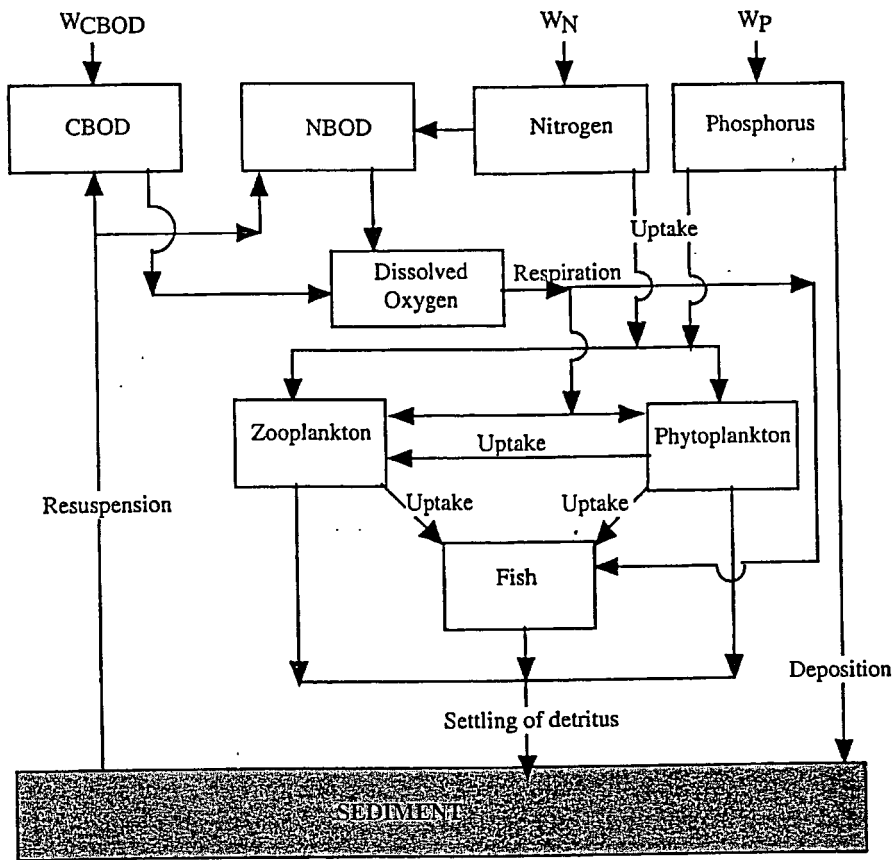 WCBOD
WN
WP
CBOD
NBOD
Nitrogen
Phosphorus
Uptake
Dissolved
Oxygen
Respiration
Zooplankton
Phytoplankton
Uptake
Resuspension
Uptake
Uptake
Fish
Deposition
Settling of detritus
SEDIMENT